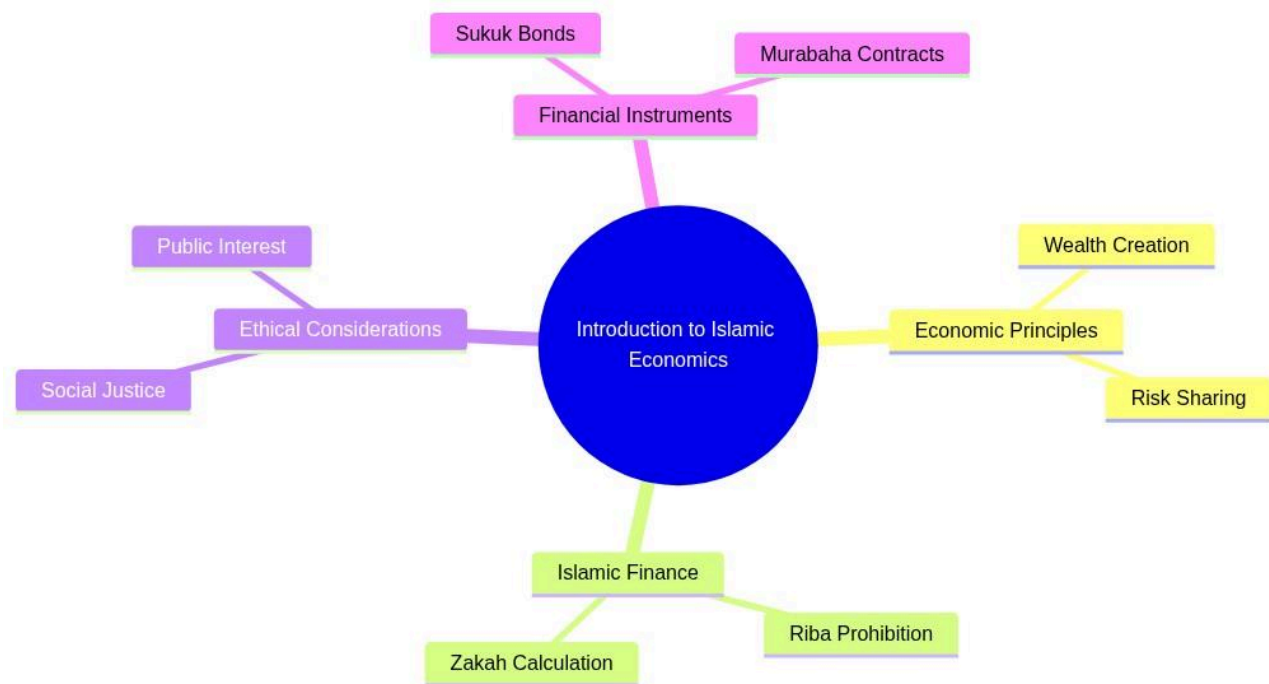 Sukuk Bonds
Murabaha Contracts
Financial Instruments
Public Interest
Wealth Creation
Ethical Considerations
Introduction to Islamic
Economics
Economic Principles
Social Justice
Risk Sharing
Islamic Finance
Riba Prohibition
Zakah Calculation